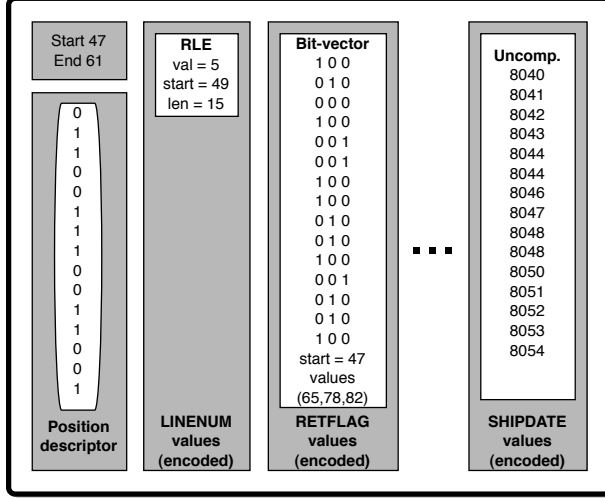 Start 47
End 61
0
1
1
0
0
1
1
1
0
0
1
1
0
0
1
Position
descriptor
RLE
val = 5
start = 49
len = 15
LINENUM
values
(encoded)
Bit-vector
1 0 0
0 1 0
0 0 0
1 0 0
0 0 1
0 0 1
1 0 0
1 0 0
0 1 0
0 1 0
1 0 0
0 0 1
0 1 0
0 1 0
1 0 0
start = 47
values
(65,78,82)
RETFLAG
values
(encoded)
...
Uncomp.
8040
8041
8042
8043
8044
8044
8046
8047
8048
8048
8050
8051
8052
8053
8054
SHIPDATE
values
(encoded)